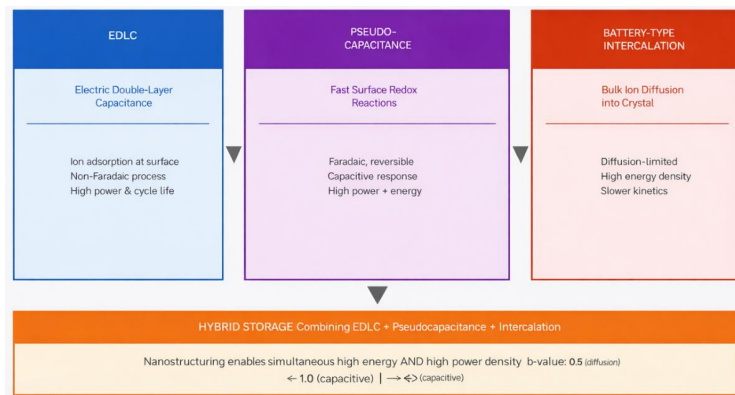 EDLC
Electric Double-Layer
Capacitance
Ion adsorption at surface
Non-Faradaic process
High power & cycle life
PSEUDO-
CAPACITANCE
Fast Surface Redox
Reactions
Faradaic, reversible
Capacitive response
High power + energy
BATTERY-TYPE
INTERCALATION
Bulk Ion Diffusion
into Crystal
Diffusion-limited
High energy density
Slower kinetics
HYBRID STORAGE Combining EDLC + Pseudocapacitance + Intercalation
Nanostructuring enables simultaneous high energy AND high power density b-value: 0.5 (diffusion)
← 1.0 (capacitive) | → <·> (capacitive)